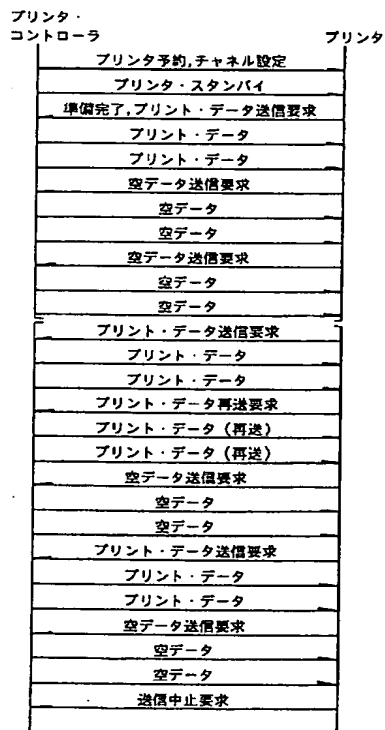 プリンタ・
コントローラ
プリンタ
プリンタ予約,チャネル設定
プリンタ・スタンバイ
準備完了,プリント・データ送信要求
プリント・データ
プリント・データ
空データ送信要求
空データ
空データ
空データ送信要求
空データ
空データ
プリント・データ送信要求
プリント・データ
プリント・データ
プリント・データ再送要求
プリント・データ (再送)
プリント・データ (再送)
空データ送信要求
空データ
空データ
プリント・データ送信要求
プリント・データ
プリント・データ
空データ送信要求
空データ
空データ
送信中止要求